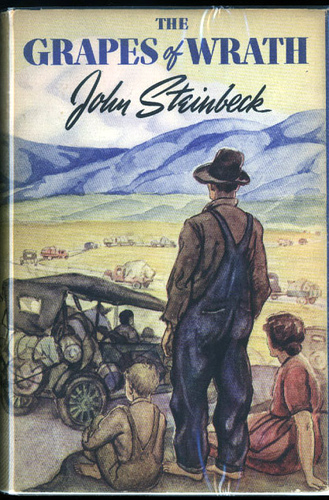 THE
GRAPES of WRATH
John Steinbeck